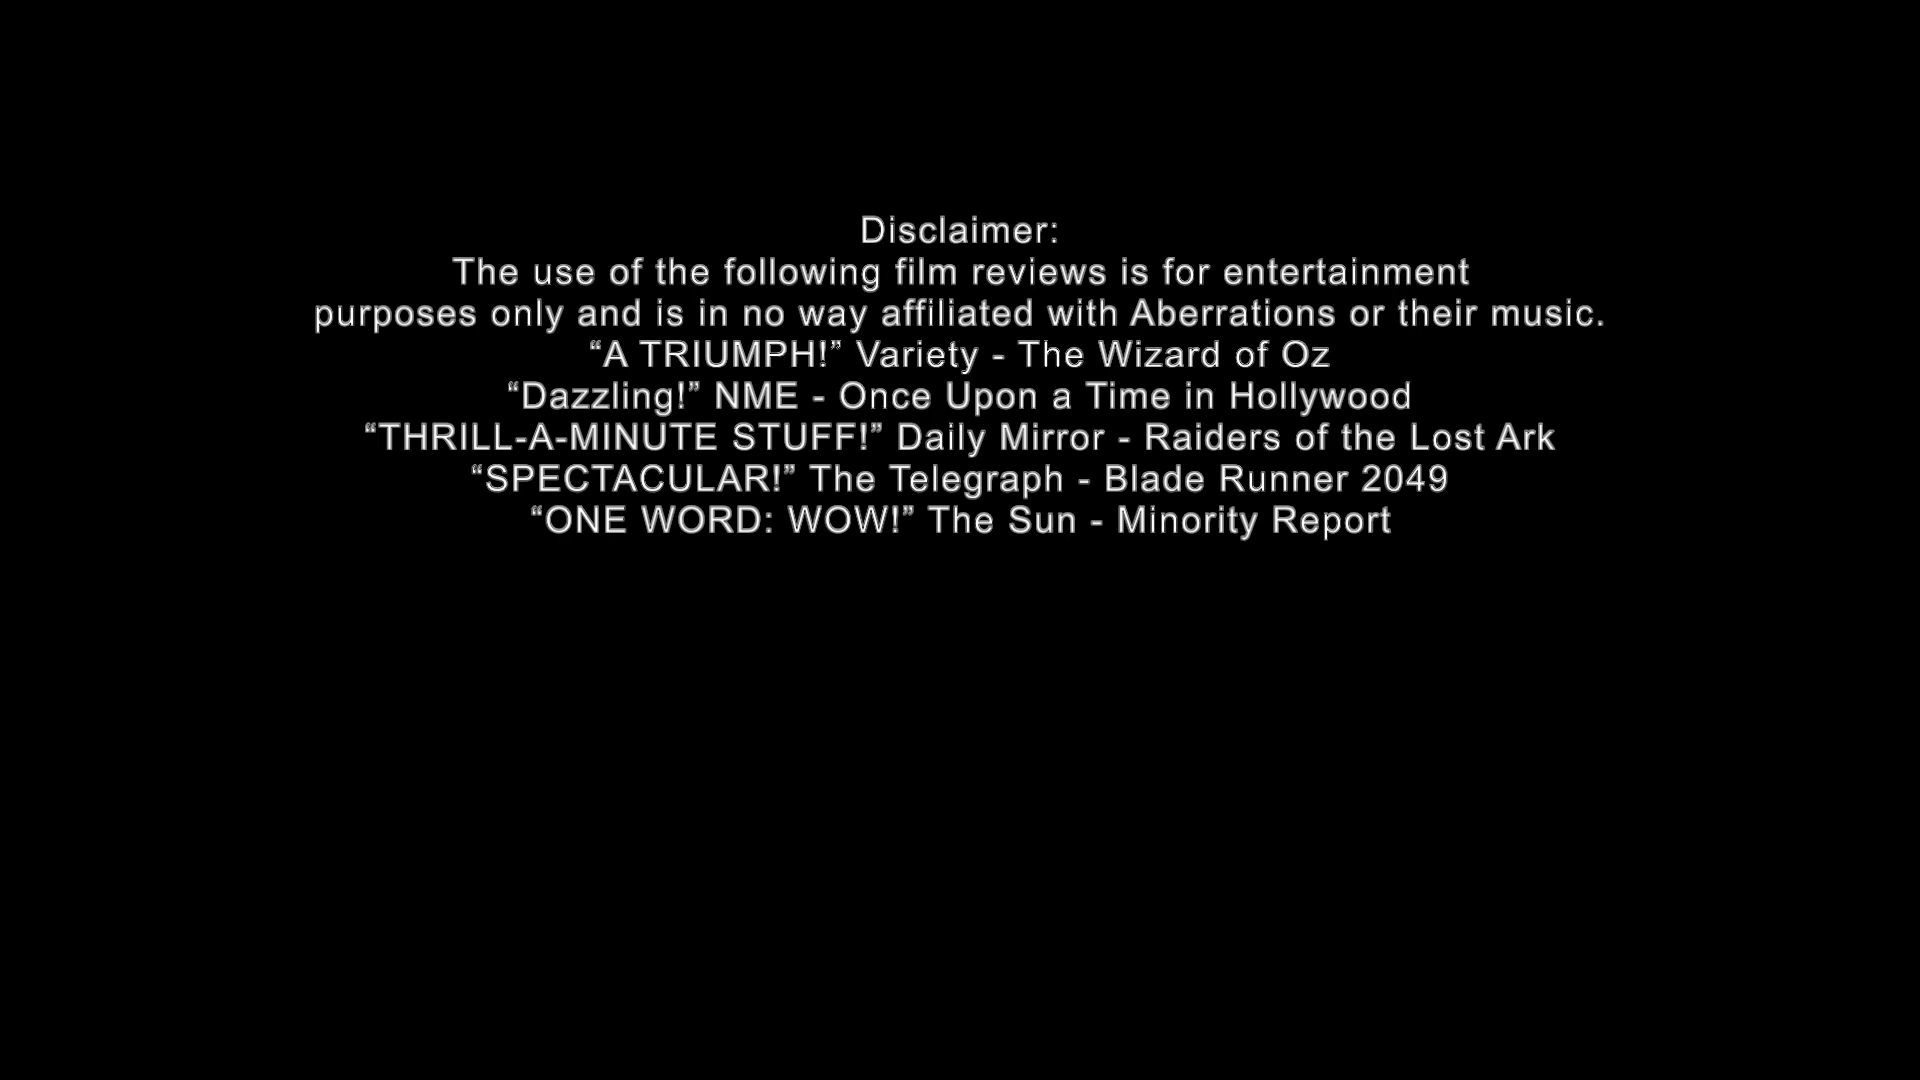 Disclaimer:
The use of the following film reviews is for entertainment
purposes only and is in no way affiliated with Aberrations or their music.
“A TRIUMPH!” Variety - The Wizard of Oz
“Dazzling!” NME - Once Upon a Time in Hollywood
“THRILL-A-MINUTE STUFF!” Daily Mirror - Raiders of the Lost Ark
“SPECTACULAR!” The Telegraph - Blade Runner 2049
“ONE WORD: WOW!” The Sun - Minority Report